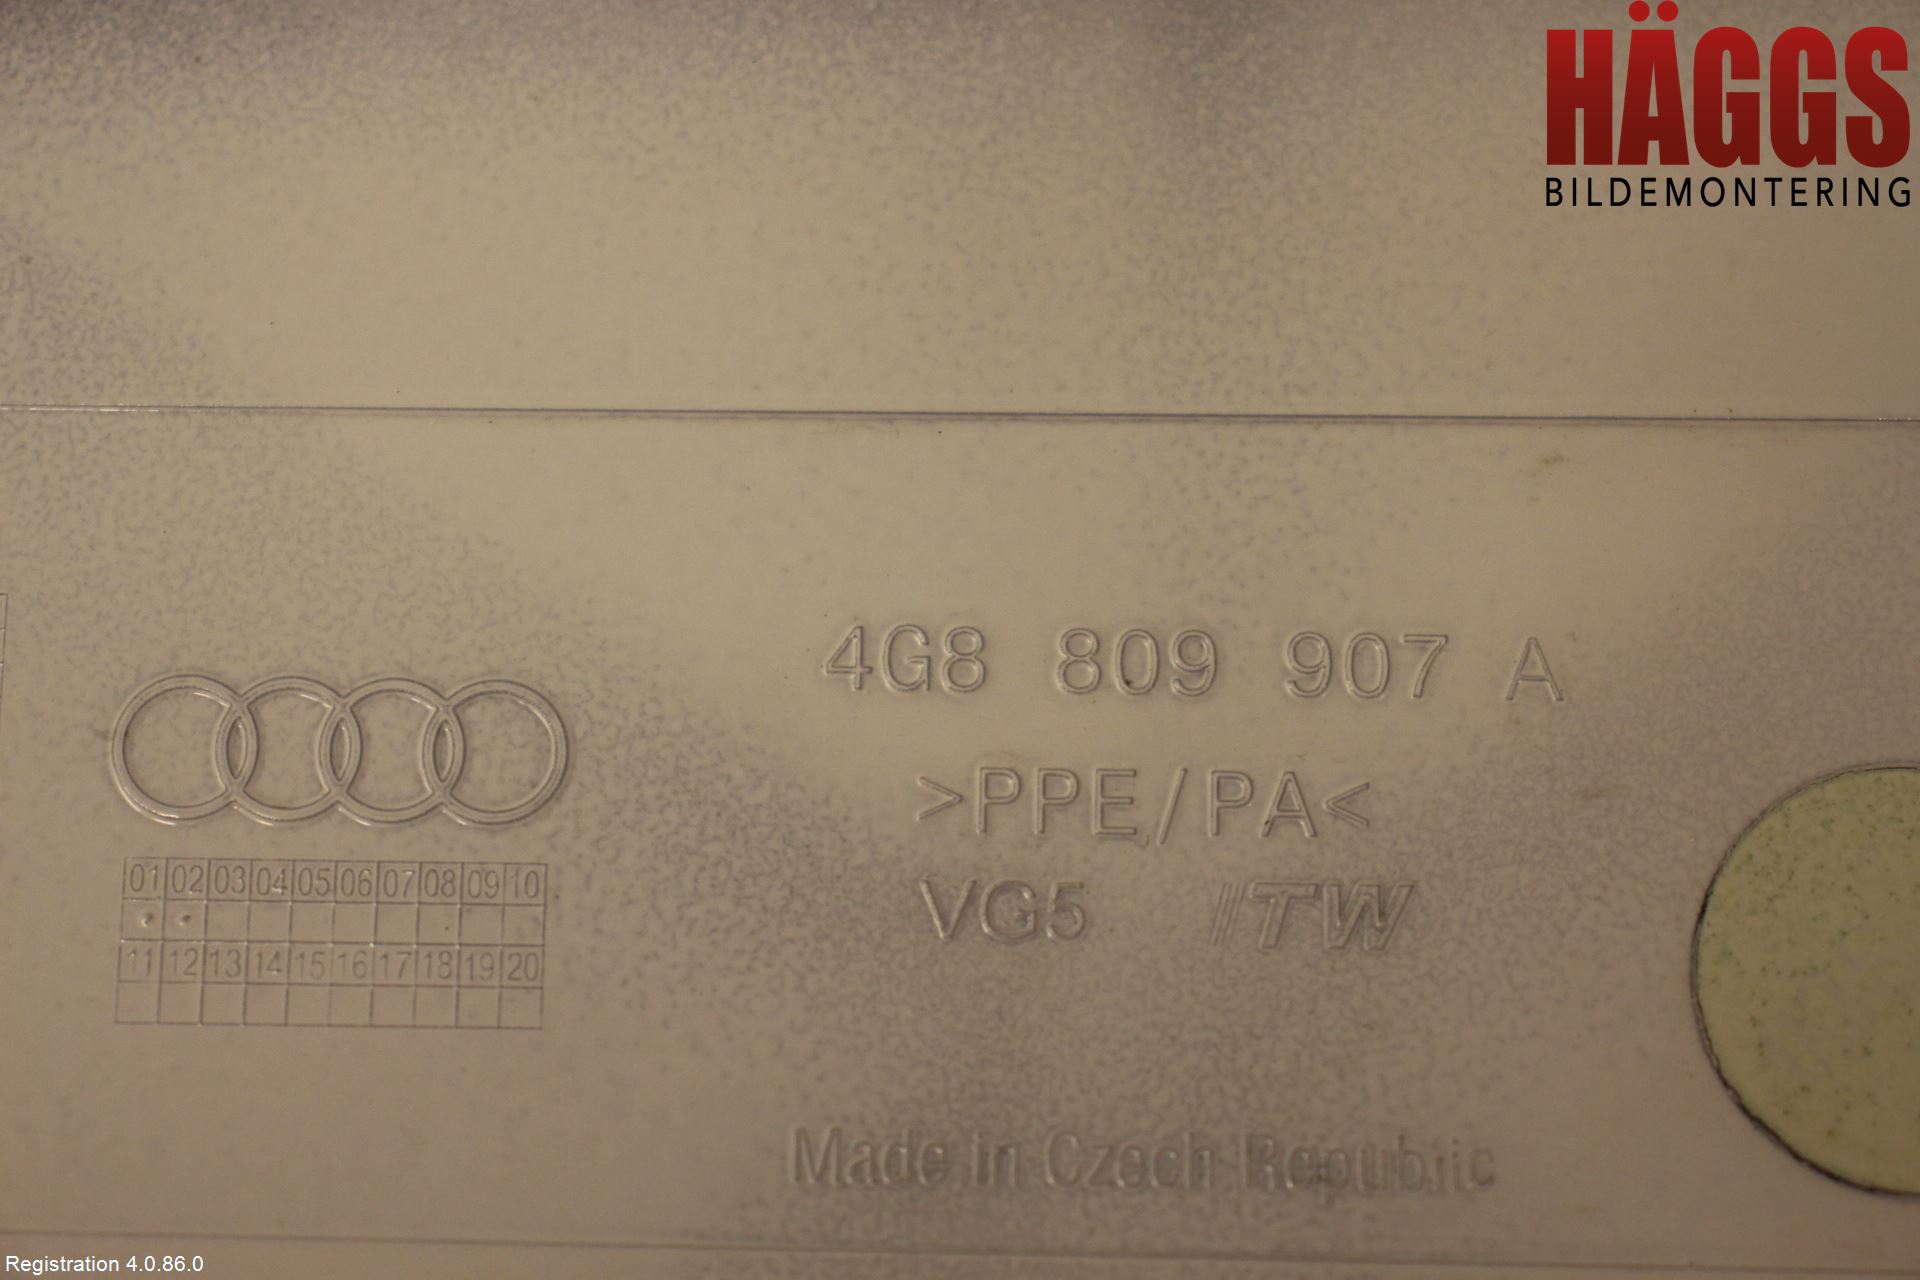 HÄGGS
BILDEMONTERING
4G8 809 907 A
>PPE/PA<
01 02 03 04 05 06 07 08 09 10
VG5 ITW
11 12 13 14 15 16 17 18 19 20
Made in Czech Republic
Registration 4.0.86.0